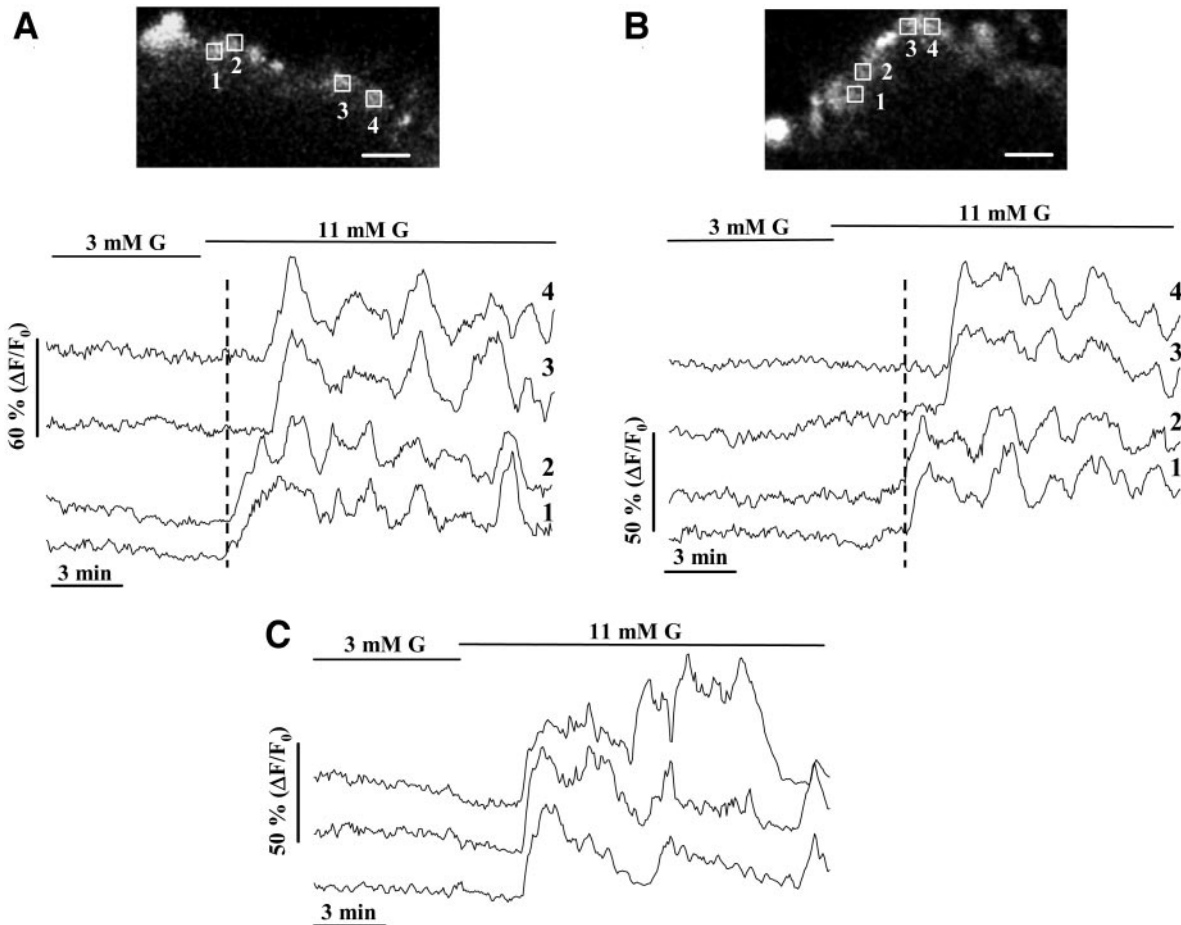 A
1
2
3
4
3 mM G
11 mM G
4
3
2
1
60 % (ΔF/F₀)
3 min
B
1
2
3
4
3 mM G
11 mM G
4
3
2
1
50 % (ΔF/F₀)
3 min
C
3 mM G
11 mM G
50 % (ΔF/F₀)
3 min